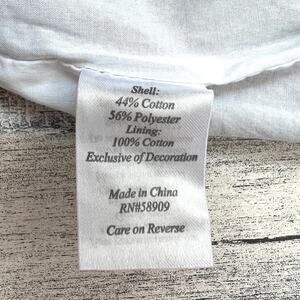 Shell:
44% Cotton
56% Polyester
Lining:
100% Cotton
Exclusive of Decoration
Made in China
RN#58909
Care on Reverse